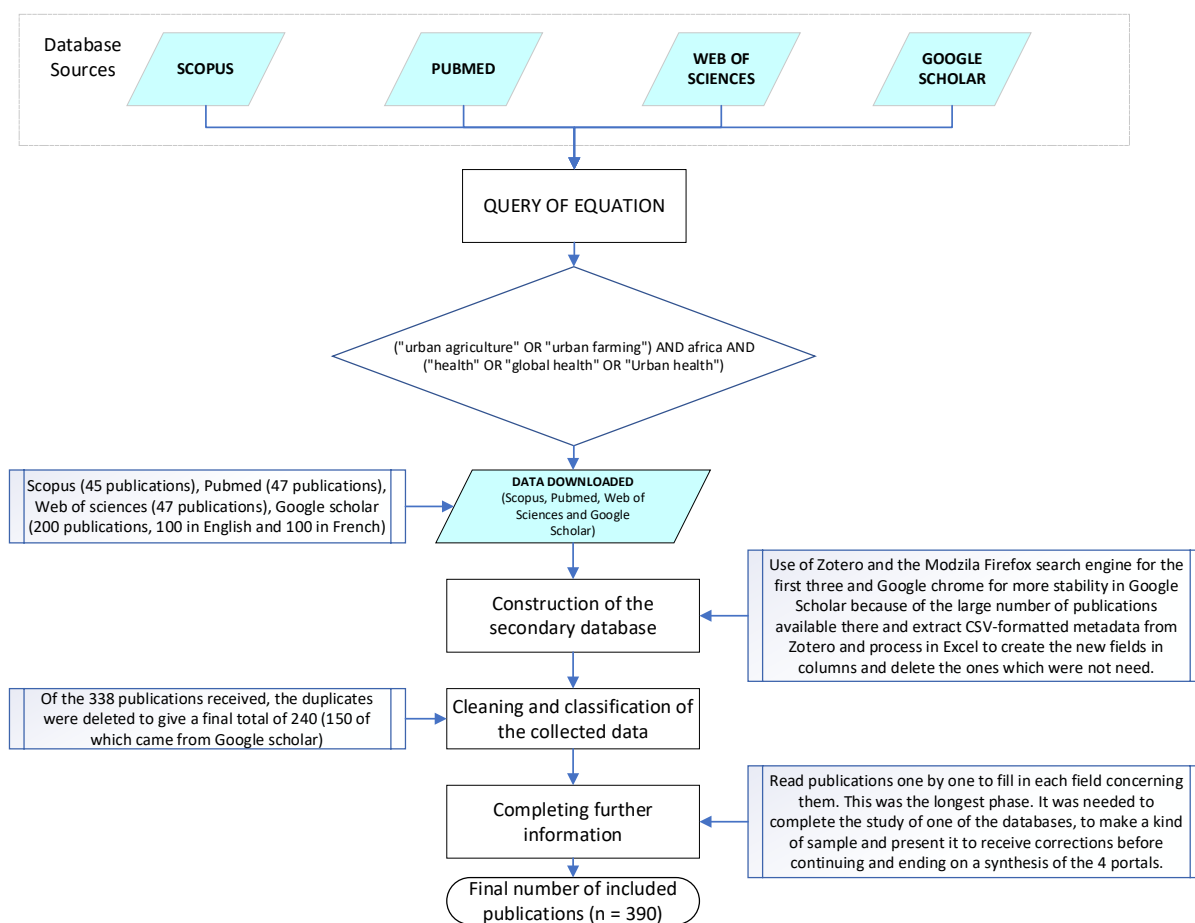 Database
Sources
SCOPUS
PUBMED
WEB OF
SCIENCES
GOOGLE
SCHOLAR
QUERY OF EQUATION
("urban agriculture" OR "urban farming") AND africa AND
("health" OR "global health" OR "Urban health")
Scopus (45 publications), Pubmed (47 publications),
Web of sciences (47 publications), Google scholar
(200 publications, 100 in English and 100 in French)
DATA DOWNLOADED
(Scopus, Pubmed, Web of
Sciences and Google
Scholar)
Construction of the
secondary database
Use of Zotero and the Modzila Firefox search engine for the
first three and Google chrome for more stability in Google
Scholar because of the large number of publications
available there and extract CSV-formatted metadata from
Zotero and process in Excel to create the new fields in
columns and delete the ones which were not need.
Of the 338 publications received, the duplicates
were deleted to give a final total of 240 (150 of
which came from Google scholar)
Cleaning and classification of
the collected data
Completing further
information
Read publications one by one to fill in each field concerning
them. This was the longest phase. It was needed to
complete the study of one of the databases, to make a kind
of sample and present it to receive corrections before
continuing and ending on a synthesis of the 4 portals.
Final number of included
publications (n = 390)